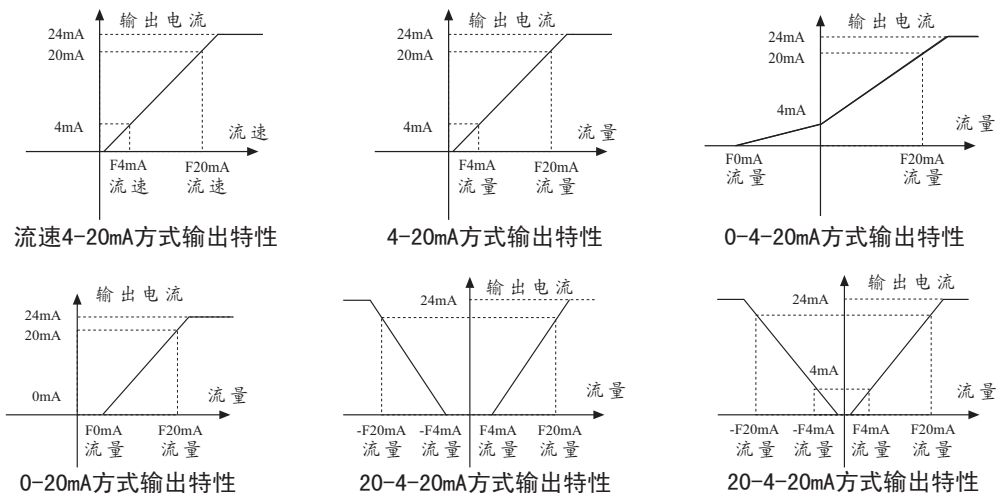 输出电流
24mA
20mA
4mA
流速
F4mA F20mA
流速 流速
流速4-20mA方式输出特性
输出电流
24mA
20mA
4mA
流量
F4mA F20mA
流量 流量
4-20mA方式输出特性
输出电流
24mA
20mA
4mA
流量
F0mA F20mA
流量 流量
0-4-20mA方式输出特性
输出电流
24mA
20mA
0mA
流量
F0mA F20mA
流量 流量
0-20mA方式输出特性
输出电流
24mA
流量
-F20mA -F4mA F4mA F20mA
流量 流量 流量 流量
20-4-20mA方式输出特性
输出电流
24mA
4mA
流量
-F20mA -F4mA F4mA F20mA
流量 流量 流量 流量
20-4-20mA方式输出特性